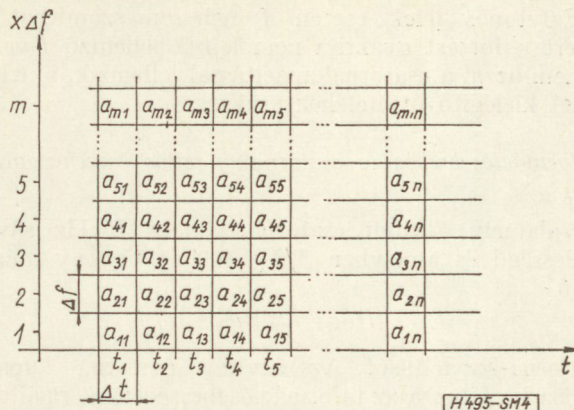 x Δf
m a_m1 a_m2 a_m3 a_m4 a_m5 a_mn
5 a_51 a_52 a_53 a_54 a_55 a_5n
4 a_41 a_42 a_43 a_44 a_45 a_4n
3 a_31 a_32 a_33 a_34 a_35 a_3n
Δf
2 a_21 a_22 a_23 a_24 a_25 a_2n
1 a_11 a_12 a_13 a_14 a_15 a_1n
t_1 t_2 t_3 t_4 t_5 t
Δt
H495-SM4